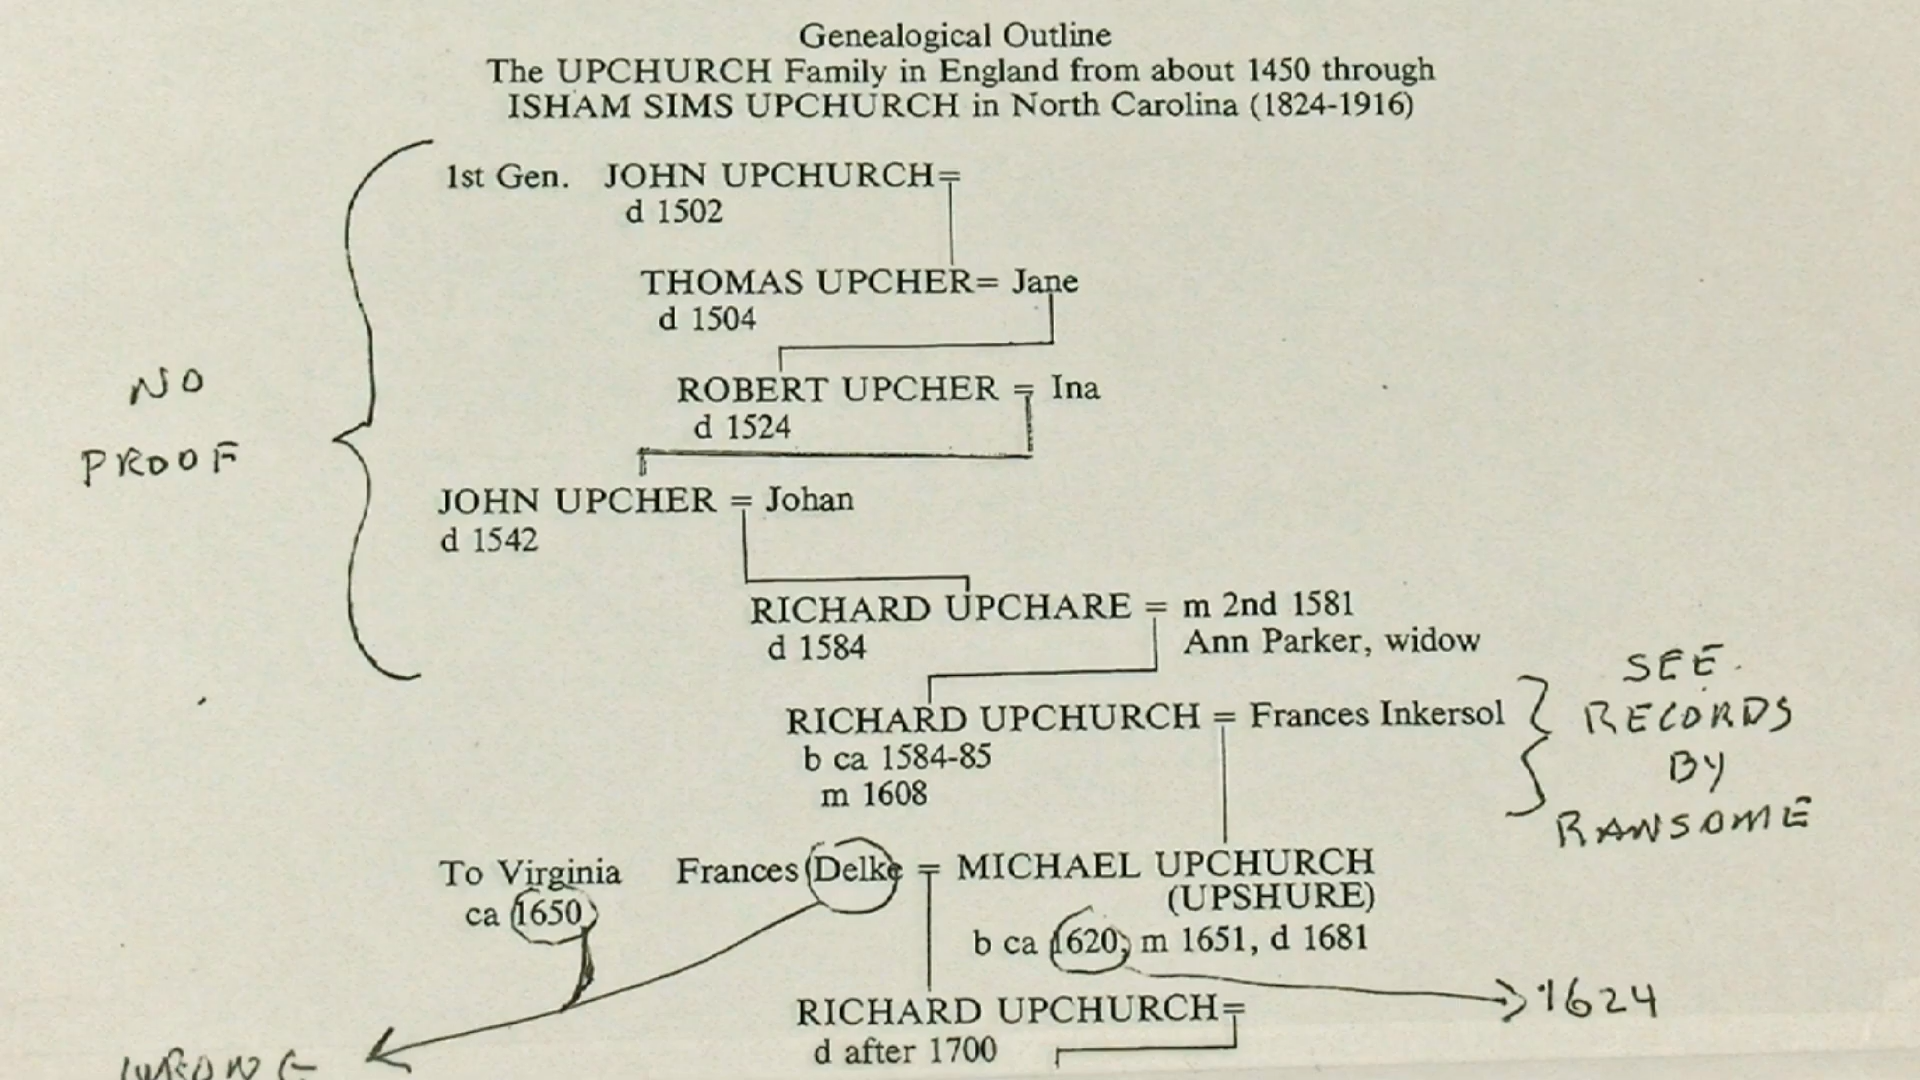 Genealogical Outline
The UPCHURCH Family in England from about 1450 through
ISHAM SIMS UPCHURCH in North Carolina (1824-1916)
1st Gen. JOHN UPCHURCH=
d 1502
THOMAS UPCHER= Jane
d 1504
NO
PROOF
ROBERT UPCHER = Ina
d 1524
JOHN UPCHER = Johan
d 1542
RICHARD UPCHARE = m 2nd 1581
d 1584 Ann Parker, widow
RICHARD UPCHURCH = Frances Inkersol
b ca 1584-85
m 1608
SEE
RECORDS
BY
RANSOME
To Virginia Frances Delke = MICHAEL UPCHURCH
ca 1650 (UPSHURE)
b ca 1620, m 1651, d 1681
1624
RICHARD UPCHURCH=
d after 1700
WRONG